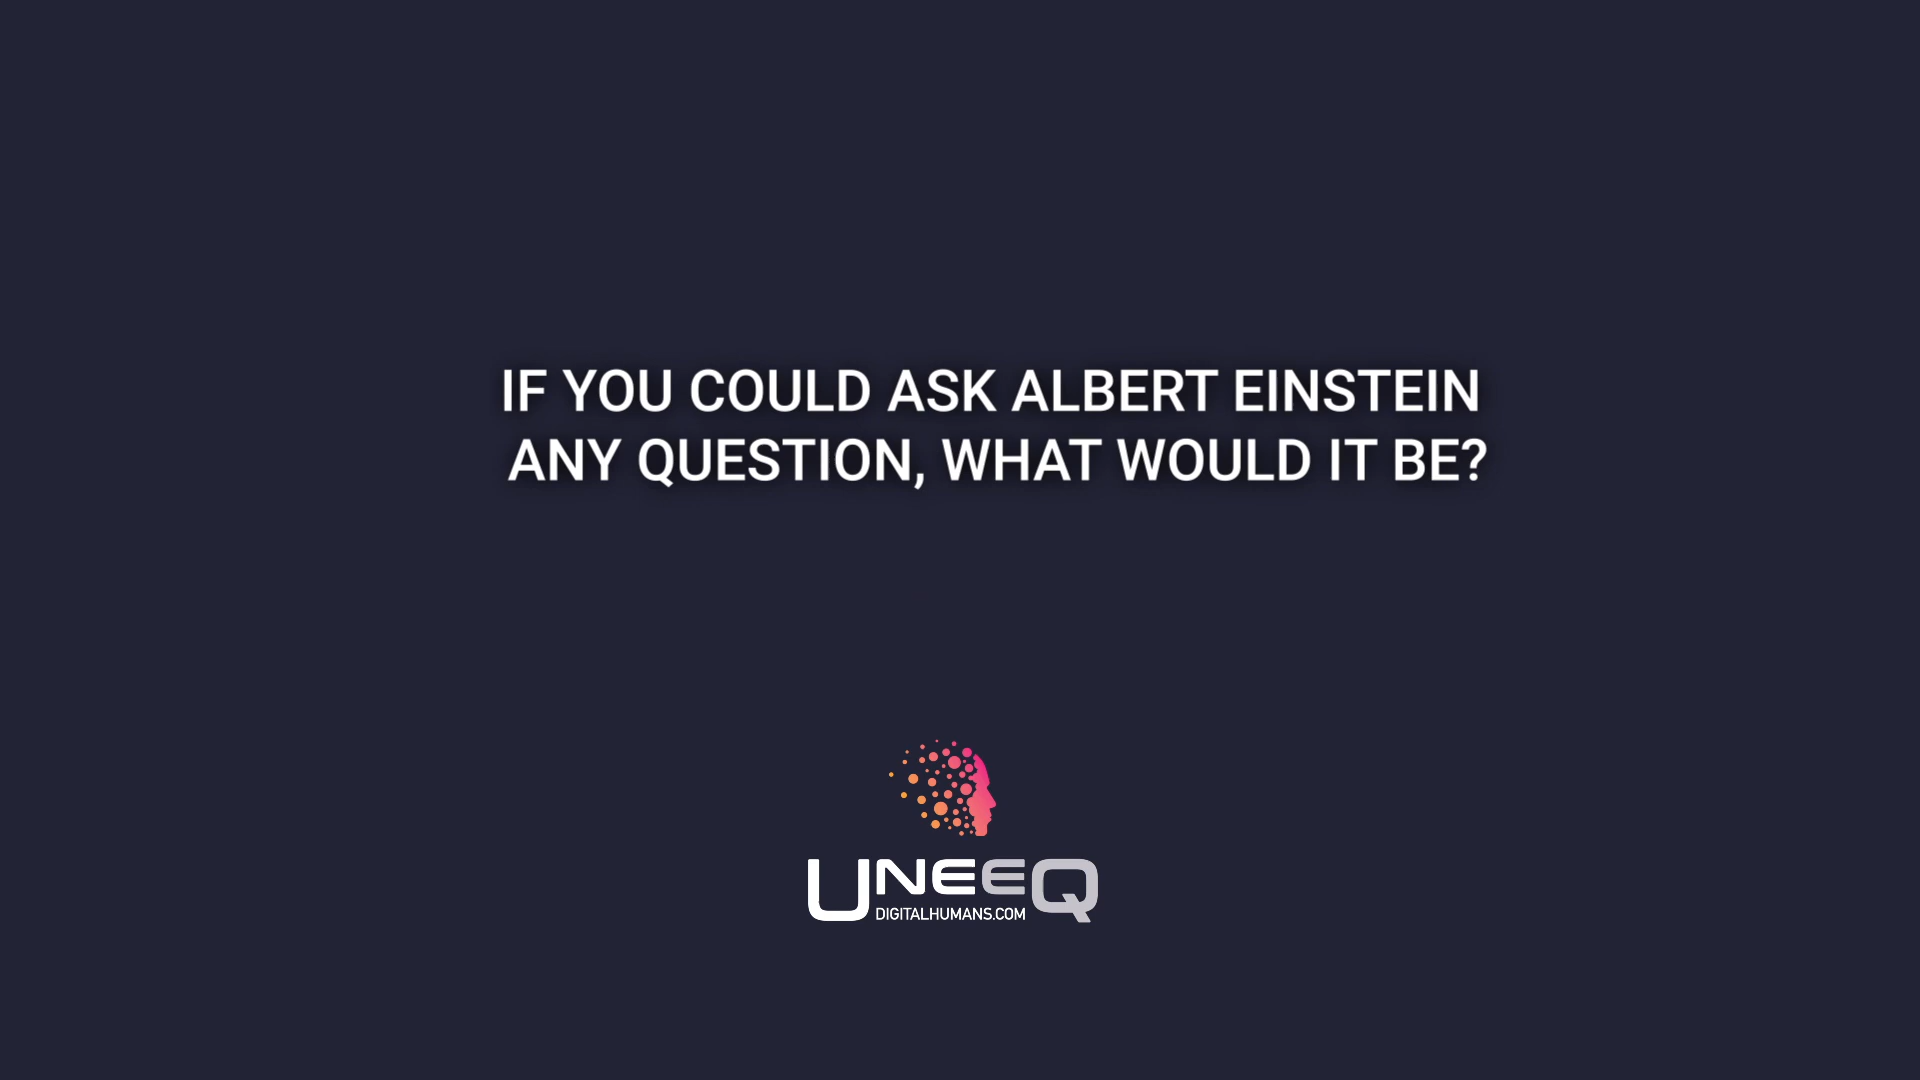 IF YOU COULD ASK ALBERT EINSTEIN
ANY QUESTION, WHAT WOULD IT BE?
UNEEQ
DIGITALHUMANS.COM